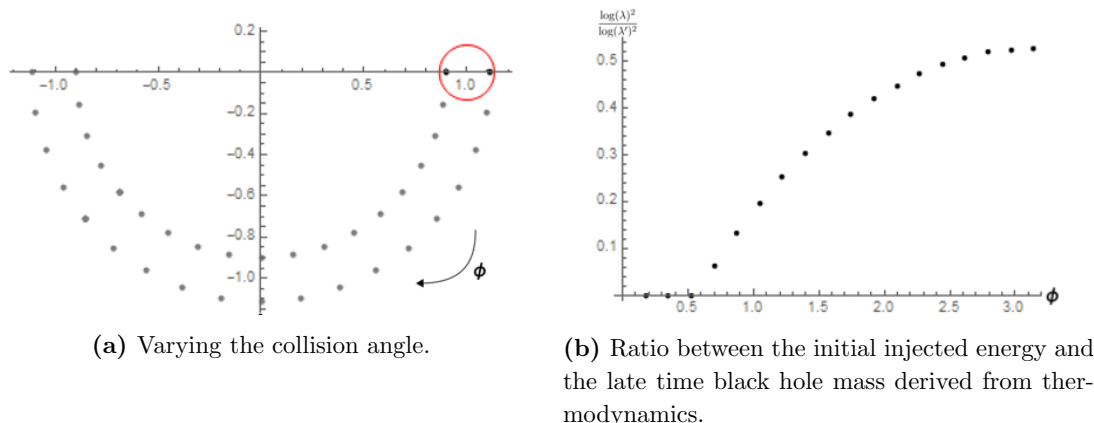 0.2
-1.0
-0.5
0.5
1.0
-0.2
-0.4
-0.6
-0.8
-1.0
ϕ
(a) Varying the collision angle.
log(λ)²
log(λ')²
0.5
0.4
0.3
0.2
0.1
0.5
1.0
1.5
2.0
2.5
3.0
ϕ
(b) Ratio between the initial injected energy and
the late time black hole mass derived from ther-
modynamics.